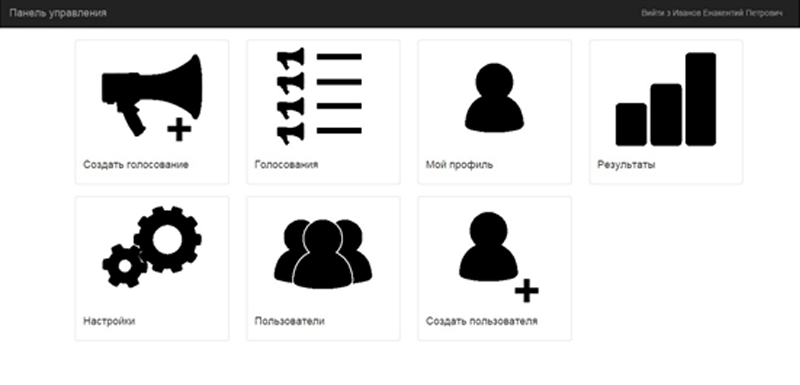 Панель управления
Выйти з Иванов Енакентий Петрович
Создать голосование
Голосования
Мой профиль
Результаты
Настройки
Пользователи
Создать пользователя